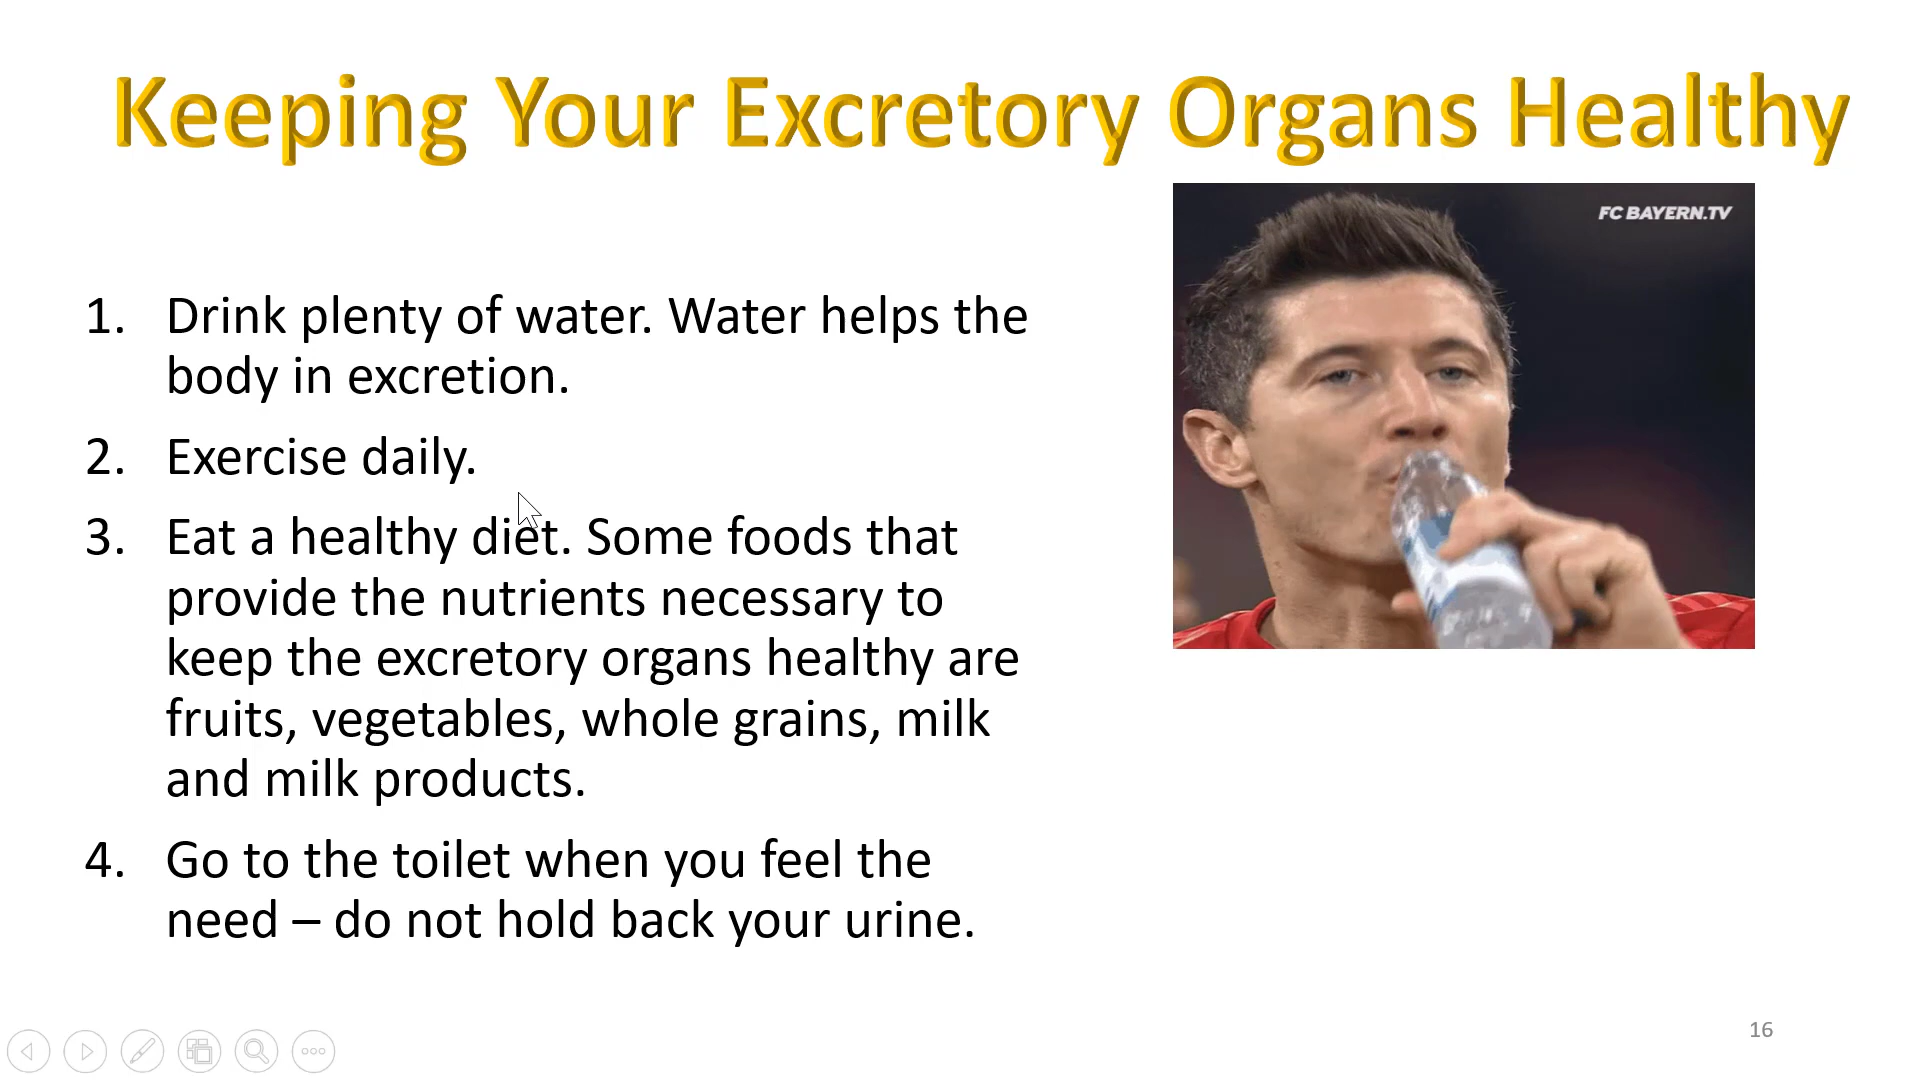 Keeping Your Excretory Organs Healthy
FC BAYERN.TV
1. Drink plenty of water. Water helps the
body in excretion.
2. Exercise daily.
3. Eat a healthy diet. Some foods that
provide the nutrients necessary to
keep the excretory organs healthy are
fruits, vegetables, whole grains, milk
and milk products.
4. Go to the toilet when you feel the
need – do not hold back your urine.
16